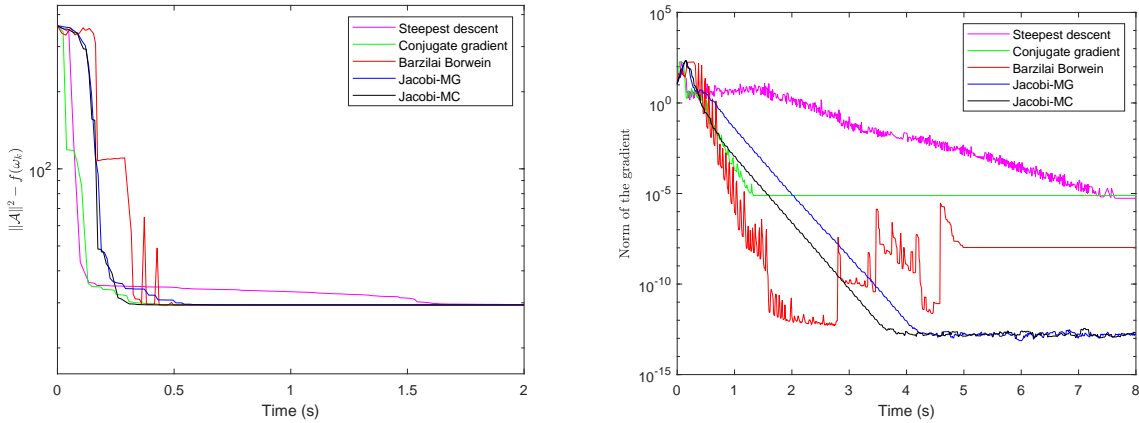 Steepest descent
Conjugate gradient
Barzilai Borwein
Jacobi-MG
Jacobi-MC
10²
‖𝒜‖² − f(ω_k)
0 0.5 1 1.5 2
Time (s)
10⁵
Steepest descent
Conjugate gradient
Barzilai Borwein
Jacobi-MG
Jacobi-MC
10⁰
10⁻⁵
10⁻¹⁰
10⁻¹⁵
Norm of the gradient
0 1 2 3 4 5 6 7 8
Time (s)